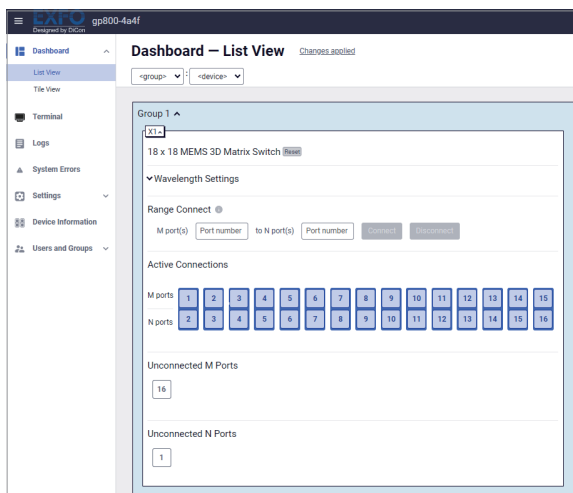 EXFO gp800-4a4f
Designed by DiCon
Dashboard
List View
Tile View
Terminal
Logs
System Errors
Settings
Device Information
Users and Groups
Dashboard — List View Changes applied
<group> : <device>
Group 1
X1
18 x 18 MEMS 3D Matrix Switch Reset
Wavelength Settings
Range Connect
M port(s) Port number to N port(s) Port number Connect Disconnect
Active Connections
M ports 1 2 3 4 5 6 7 8 9 10 11 12 13 14 15
N ports 2 3 4 5 6 7 8 9 10 11 12 13 14 15 16
Unconnected M Ports
16
Unconnected N Ports
1